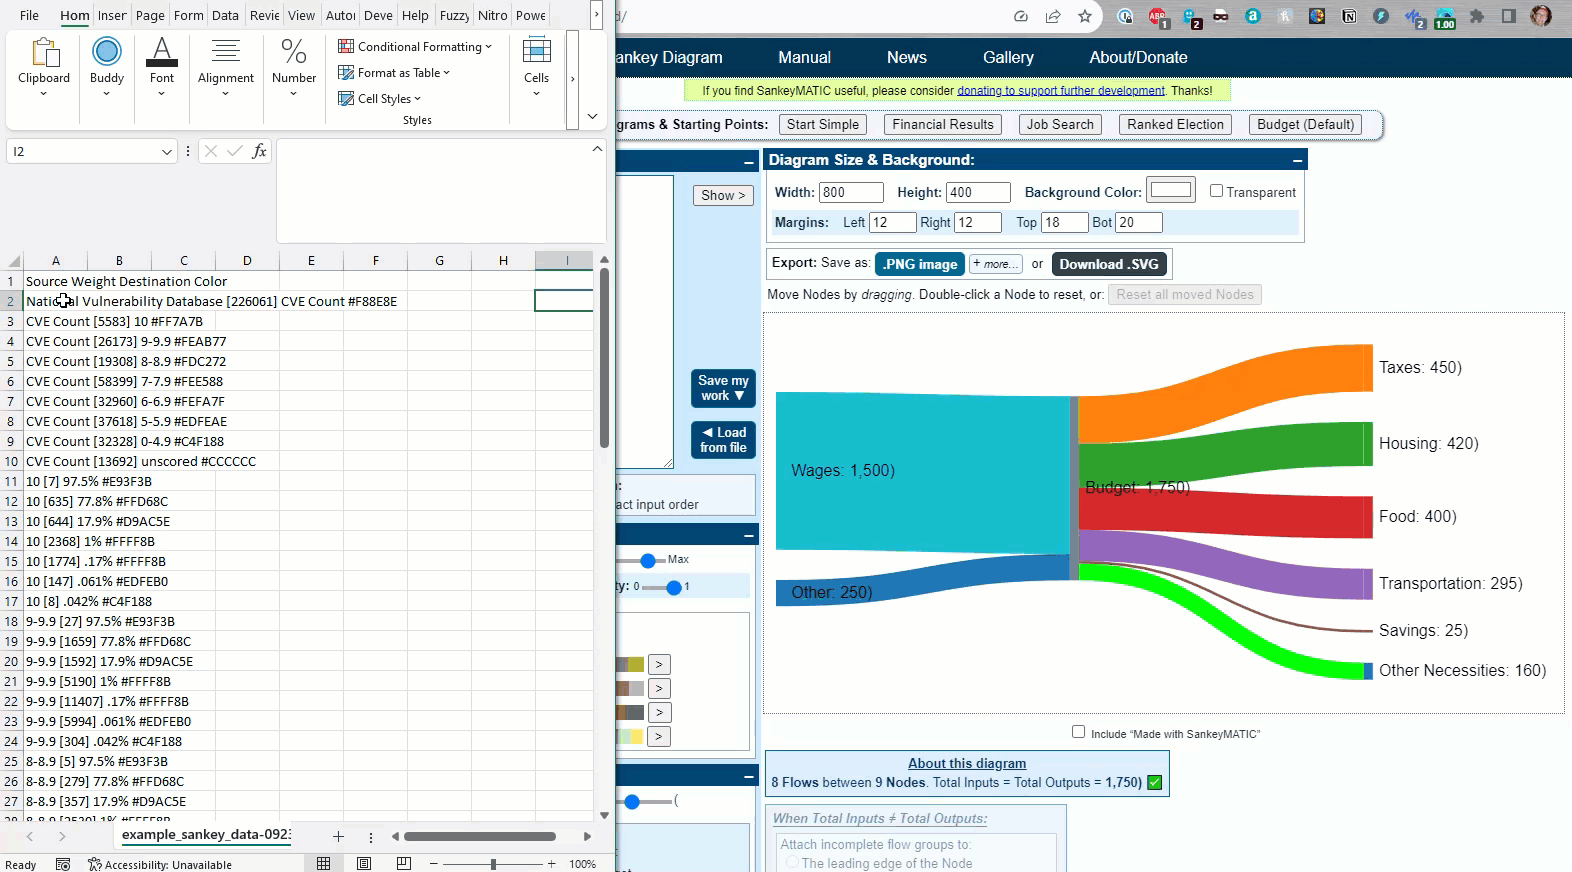 File Hom Inser Page Form Data Revie View Autor Deve Help Fuzzy Nitro Powe
Clipboard
Buddy
Font
Alignment
Number
Conditional Formatting
Format as Table
Cell Styles
Styles
Cells
I2
fx
A B C D E F G H I
1 Source Weight Destination Color
2 National Vulnerability Database [226061] CVE Count #F88E8E
3 CVE Count [5583] 10 #FF7A7B
4 CVE Count [26173] 9-9.9 #FEAB77
5 CVE Count [19308] 8-8.9 #FDC272
6 CVE Count [58399] 7-7.9 #FEE588
7 CVE Count [32960] 6-6.9 #FEFA7F
8 CVE Count [37618] 5-5.9 #EDFEAE
9 CVE Count [32328] 0-4.9 #C4F188
10 CVE Count [13692] unscored #CCCCCC
11 10 [7] 97.5% #E93F3B
12 10 [635] 77.8% #FFD68C
13 10 [644] 17.9% #D9AC5E
14 10 [2368] 1% #FFFF8B
15 10 [1774] .17% #FFFF8B
16 10 [147] .061% #EDFEB0
17 10 [8] .042% #C4F188
18 9-9.9 [27] 97.5% #E93F3B
19 9-9.9 [1659] 77.8% #FFD68C
20 9-9.9 [1592] 17.9% #D9AC5E
21 9-9.9 [5190] 1% #FFFF8B
22 9-9.9 [11407] .17% #FFFF8B
23 9-9.9 [5994] .061% #EDFEB0
24 9-9.9 [304] .042% #C4F188
25 8-8.9 [5] 97.5% #E93F3B
26 8-8.9 [279] 77.8% #FFD68C
27 8-8.9 [357] 17.9% #D9AC5E
example_sankey_data-0923
Ready
Accessibility: Unavailable
100%
d/
ABP 1
2
2
1.00
ankey Diagram Manual News Gallery About/Donate
If you find SankeyMATIC useful, please consider donating to support further development. Thanks!
grams & Starting Points: Start Simple Financial Results Job Search Ranked Election Budget (Default)
Show >
Save my
work ▼
◄ Load
from file
act input order
Max
ty: 0 1
>
>
>
>
Diagram Size & Background:
Width: 800 Height: 400 Background Color: Transparent
Margins: Left 12 Right 12 Top 18 Bot 20
Export: Save as: .PNG image + more... or Download .SVG
Move Nodes by dragging. Double-click a Node to reset, or: Reset all moved Nodes
Wages: 1,500)
Other: 250)
Budget: 1,750)
Taxes: 450)
Housing: 420)
Food: 400)
Transportation: 295)
Savings: 25)
Other Necessities: 160)
Include “Made with SankeyMATIC”
About this diagram
8 Flows between 9 Nodes. Total Inputs = Total Outputs = 1,750)
When Total Inputs ≠ Total Outputs:
Attach incomplete flow groups to:
The leading edge of the Node